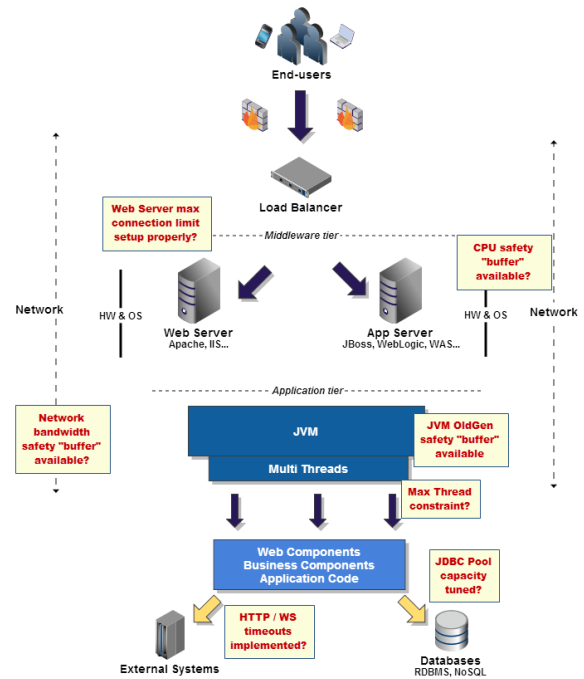 End-users
Load Balancer
Web Server max
connection limit
setup properly?
Middleware tier
CPU safety
"buffer"
available?
Network
HW & OS
Web Server
Apache, IIS...
App Server
JBoss, WebLogic, WAS...
HW & OS
Network
Application tier
Network
bandwidth
safety "buffer"
available?
JVM
JVM OldGen
safety "buffer"
available
Multi Threads
Max Thread
constraint?
Web Components
Business Components
Application Code
JDBC Pool
capacity
tuned?
HTTP / WS
timeouts
implemented?
External Systems
Databases
RDBMS, NoSQL